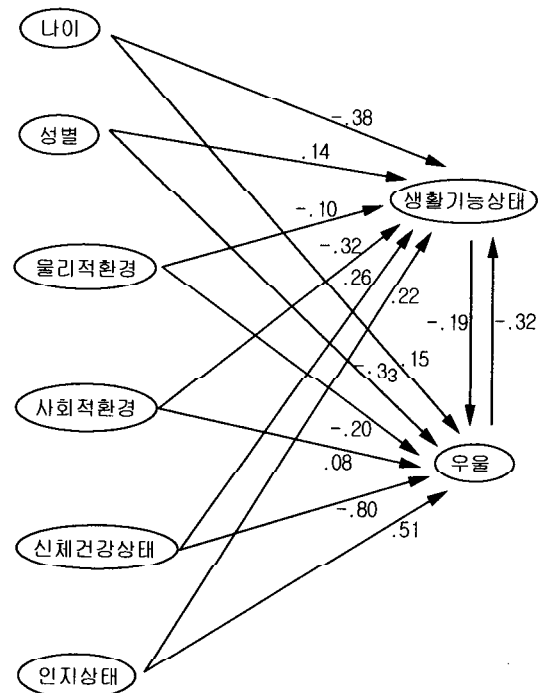 나이
-.38
성별
.14
생활기능상태
-.10
-.32
물리적환경
.26
.22
-.19
-.32
-.33
.15
사회적환경
-.20
.08
우울
-.80
.51
신체건강상태
인지상태